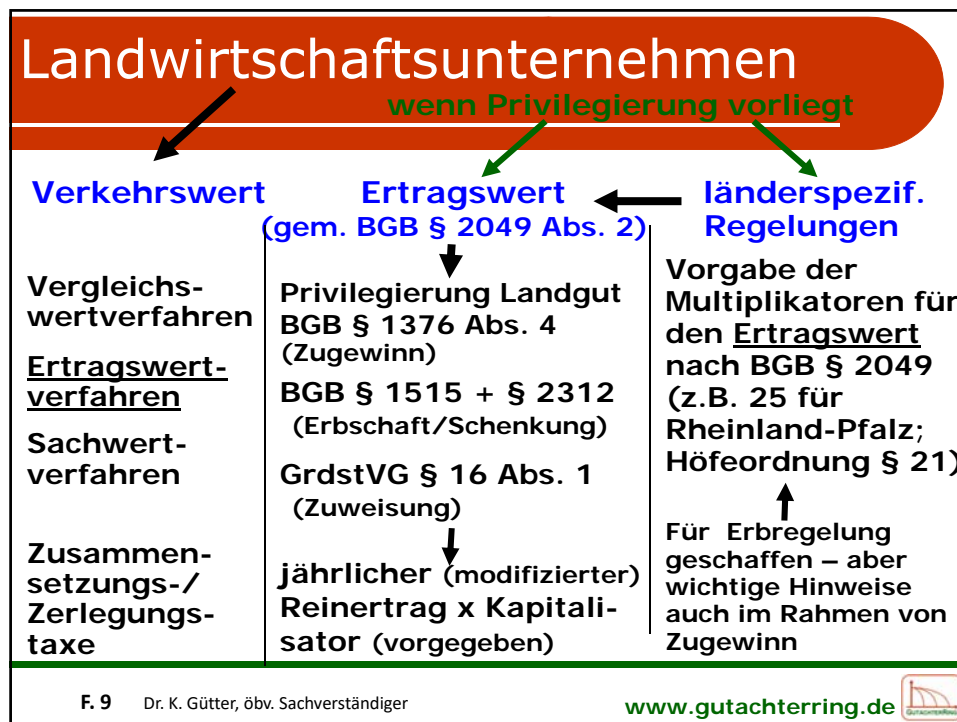 Landwirtschaftsunternehmen
wenn Privilegierung vorliegt
Verkehrswert
Vergleichs-
wertverfahren
Ertragswert-
verfahren
Sachwert-
verfahren
Zusammen-
setzungs-/
Zerlegungs-
taxe
Ertragswert
(gem. BGB § 2049 Abs. 2)
Privilegierung Landgut
BGB § 1376 Abs. 4
(Zugewinn)
BGB § 1515 + § 2312
(Erbschaft/Schenkung)
GrdstVG § 16 Abs. 1
(Zuweisung)
jährlicher (modifizierter)
Reinertrag x Kapitali-
sator (vorgegeben)
länderspezif.
Regelungen
Vorgabe der
Multiplikatoren für
den Ertragswert
nach BGB § 2049
(z.B. 25 für
Rheinland-Pfalz;
Höfeordnung § 21)
Für Erbregelung
geschaffen – aber
wichtige Hinweise
auch im Rahmen von
Zugewinn
F. 9 Dr. K. Gütter, öbv. Sachverständiger
www.gutachterring.de
GUTACHTERRING